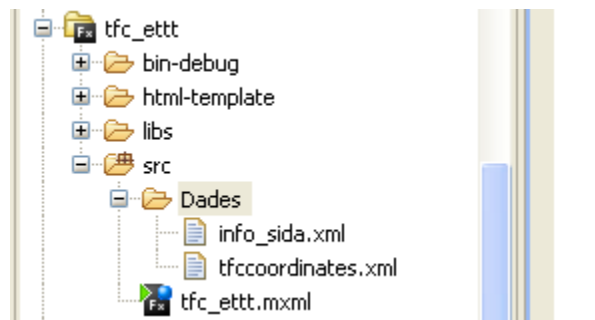 tfc_ettt
bin-debug
html-template
libs
src
Dades
info_sida.xml
tfccoordinates.xml
tfc_ettt.mxml